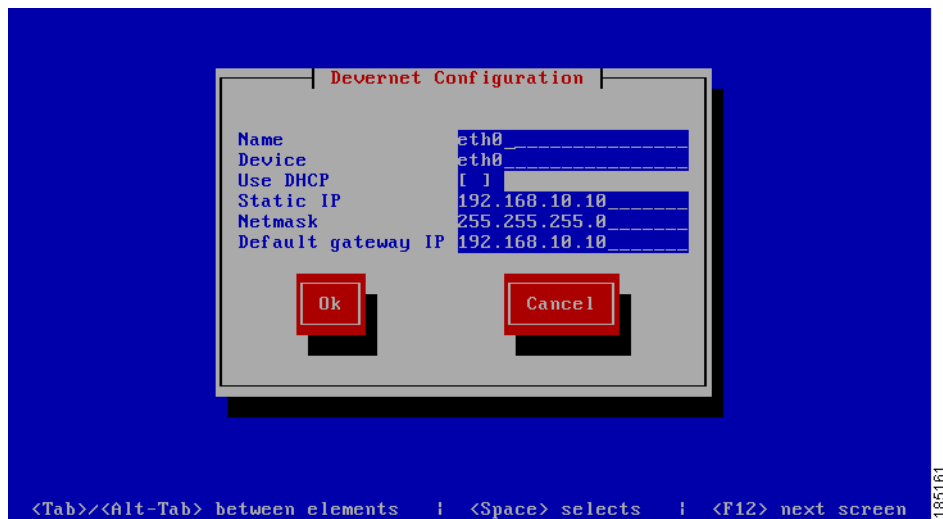 Devernet Configuration
Name eth0
Device eth0
Use DHCP [ ]
Static IP 192.168.10.10
Netmask 255.255.255.0
Default gateway IP 192.168.10.10
Ok Cancel
<Tab>/<Alt-Tab> between elements | <Space> selects | <F12> next screen
185161